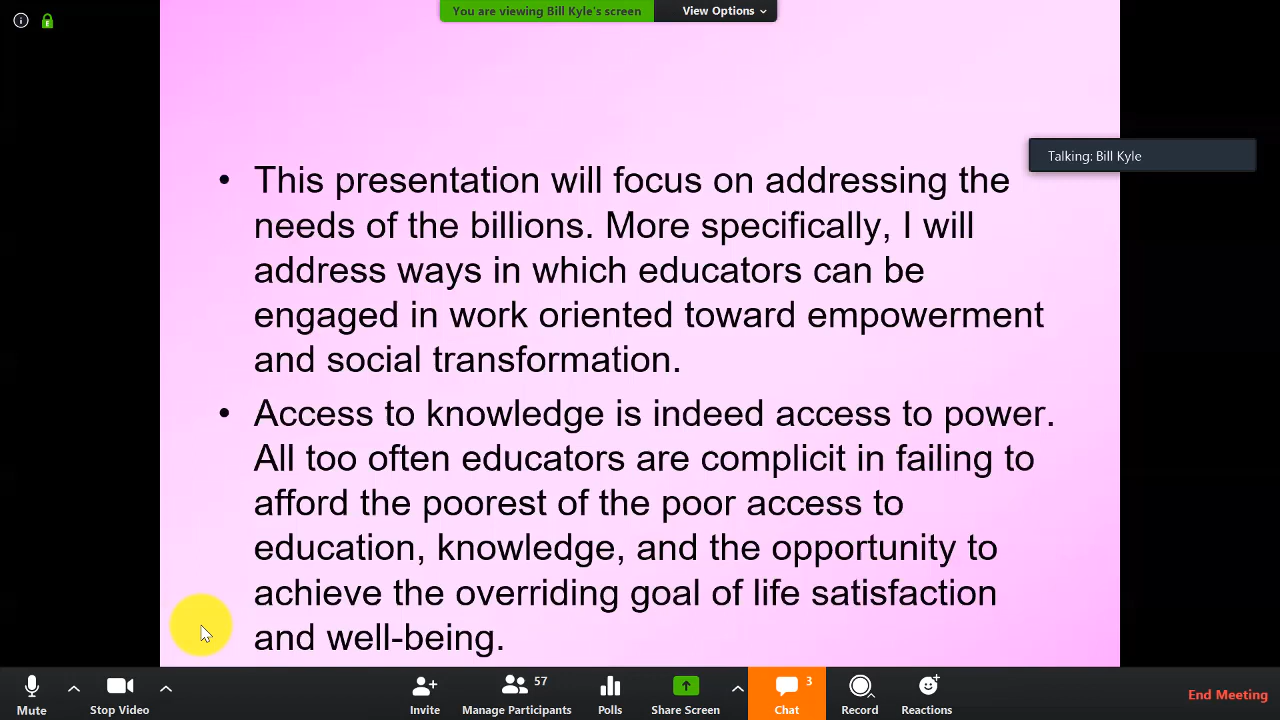 You are viewing Bill Kyle's screen View Options
Talking: Bill Kyle
• This presentation will focus on addressing the
needs of the billions. More specifically, I will
address ways in which educators can be
engaged in work oriented toward empowerment
and social transformation.
• Access to knowledge is indeed access to power.
All too often educators are complicit in failing to
afford the poorest of the poor access to
education, knowledge, and the opportunity to
achieve the overriding goal of life satisfaction
and well-being.
57 3
Mute Stop Video Invite Manage Participants Polls Share Screen Chat Record Reactions End Meeting